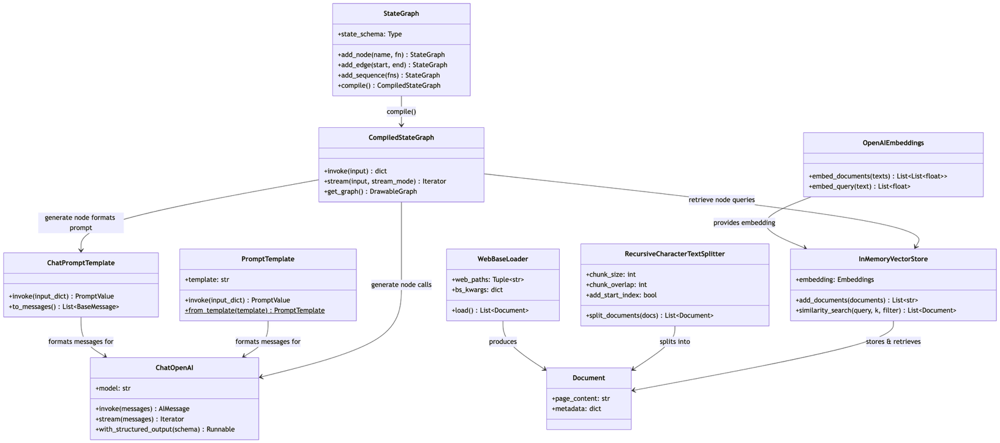 StateGraph
+state_schema: Type
+add_node(name, fn) : StateGraph
+add_edge(start, end) : StateGraph
+add_sequence(fns) : StateGraph
+compile() : CompiledStateGraph
compile()
CompiledStateGraph
+invoke(input) : dict
+stream(input, stream_mode) : Iterator
+get_graph() : DrawableGraph
OpenAIEmbeddings
+embed_documents(texts) : List<List<float>>
+embed_query(text) : List<float>
retrieve node queries
generate node formats
prompt
provides embedding
ChatPromptTemplate
+invoke(input_dict) : PromptValue
+to_messages() : List<BaseMessage>
PromptTemplate
+template: str
+invoke(input_dict) : PromptValue
+from_template(template) : PromptTemplate
generate node calls
WebBaseLoader
+web_paths: Tuple<str>
+bs_kwargs: dict
+load() : List<Document>
RecursiveCharacterTextSplitter
+chunk_size: int
+chunk_overlap: int
+add_start_index: bool
+split_documents(docs) : List<Document>
InMemoryVectorStore
+embedding: Embeddings
+add_documents(documents) : List<str>
+similarity_search(query, k, filter) : List<Document>
formats messages for
formats messages for
produces
splits into
stores & retrieves
ChatOpenAI
+model: str
+invoke(messages) : AIMessage
+stream(messages) : Iterator
+with_structured_output(schema) : Runnable
Document
+page_content: str
+metadata: dict